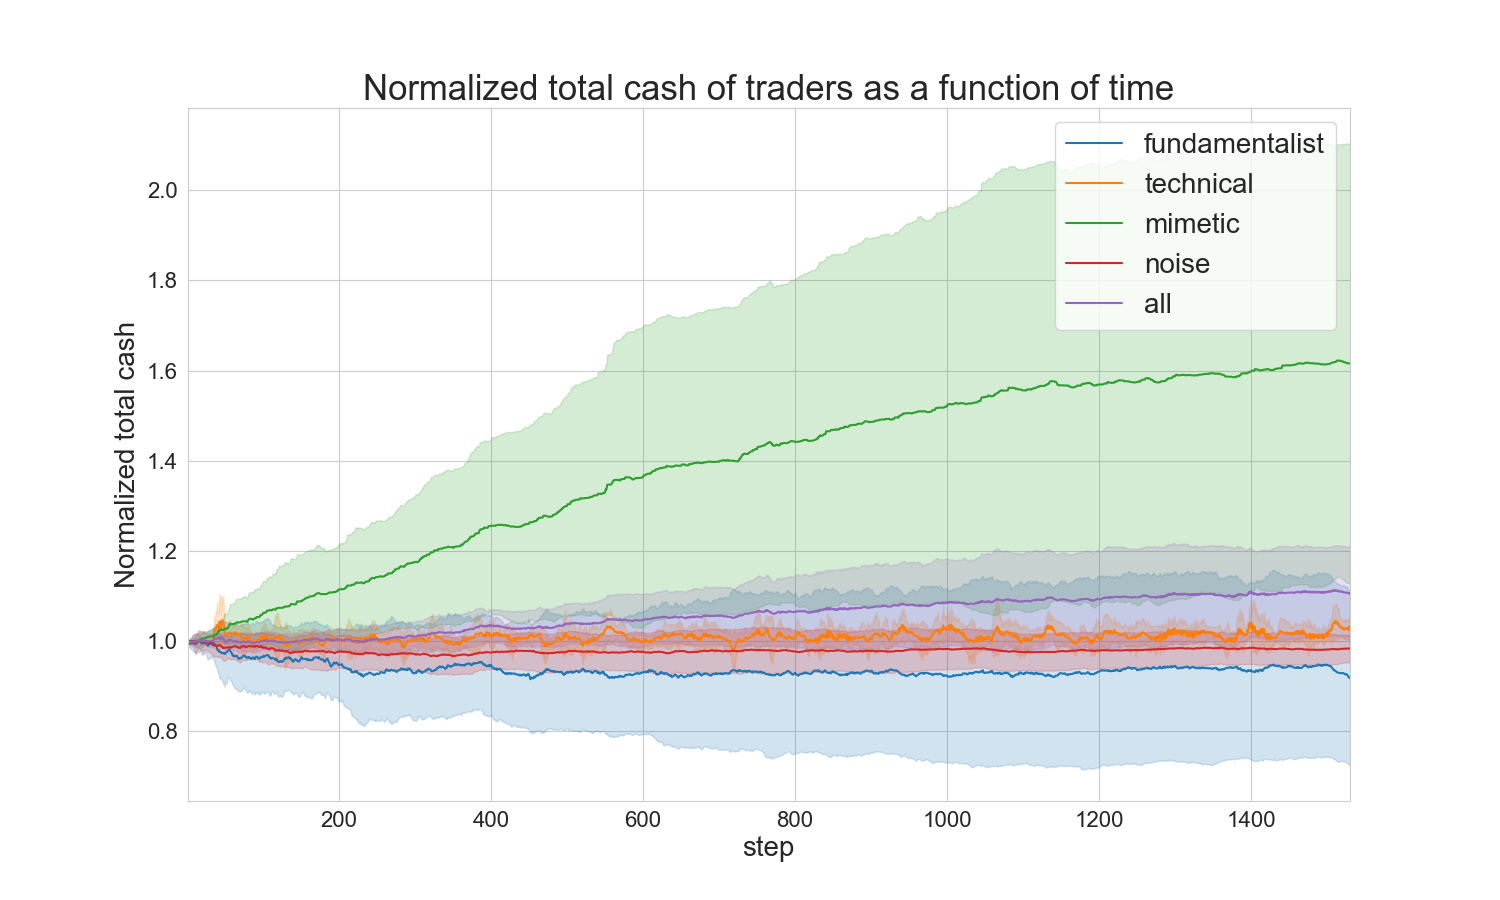 Normalized total cash of traders as a function of time
fundamentalist
technical
mimetic
noise
all
Normalized total cash
2.0
1.8
1.6
1.4
1.2
1.0
0.8
200 400 600 800 1000 1200 1400
step